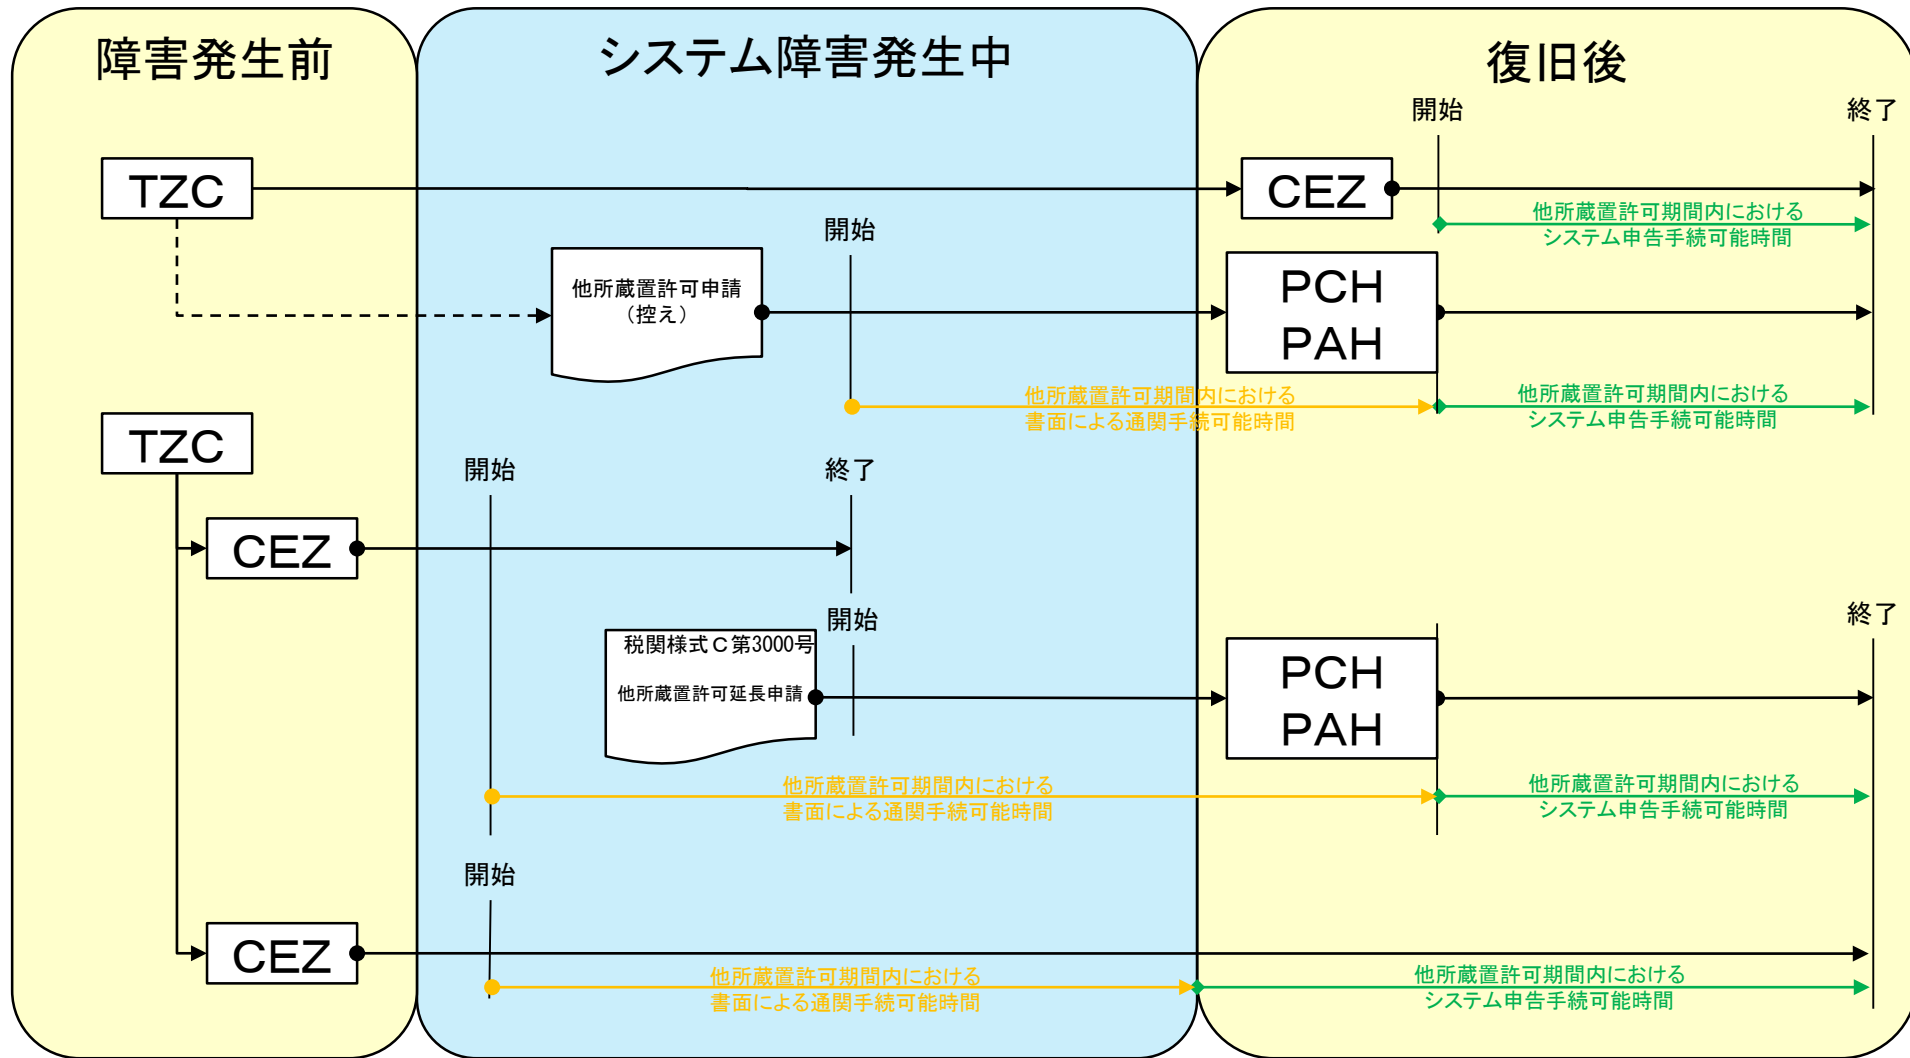 障害発生前
システム障害発生中
復旧後
開始
終了
TZC
CEZ
他所蔵置許可期間内における
システム申告手続可能時間
開始
他所蔵置許可申請
（控え）
PCH
PAH
他所蔵置許可期間内における
書面による通関手続可能時間
他所蔵置許可期間内における
システム申告手続可能時間
TZC
開始
終了
CEZ
開始
終了
税関様式Ｃ第3000号
他所蔵置許可延長申請
PCH
PAH
他所蔵置許可期間内における
書面による通関手続可能時間
他所蔵置許可期間内における
システム申告手続可能時間
開始
CEZ
他所蔵置許可期間内における
書面による通関手続可能時間
他所蔵置許可期間内における
システム申告手続可能時間